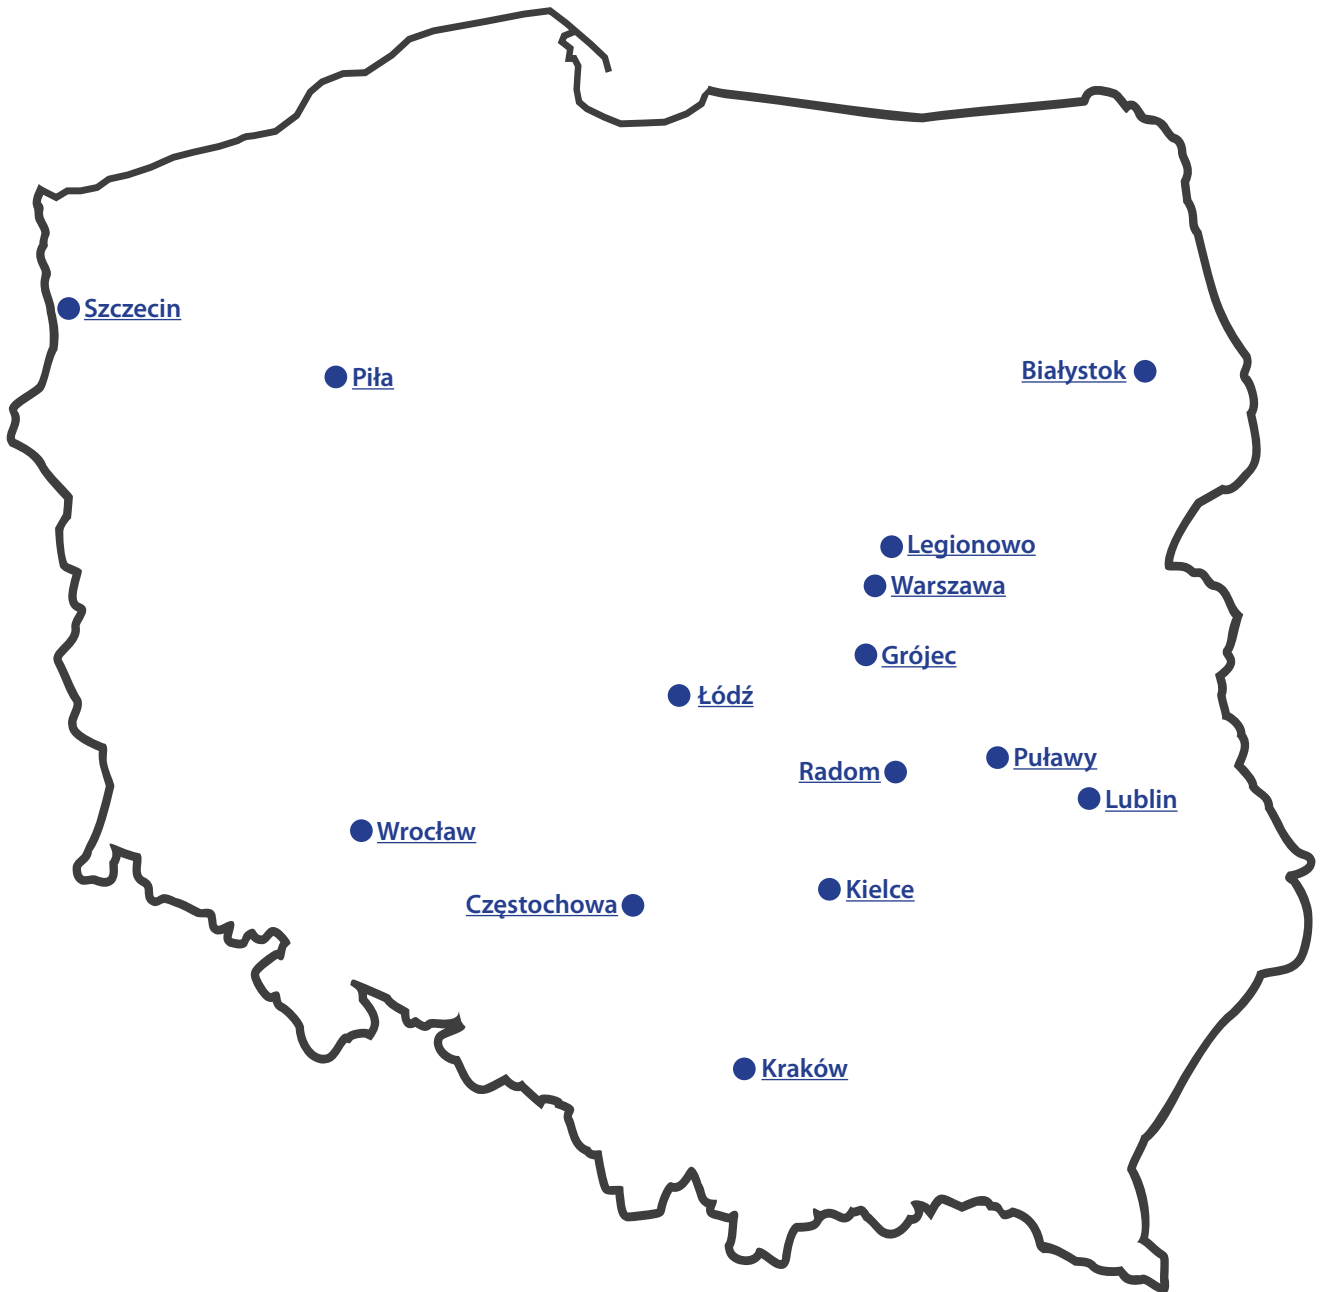 Szczecin
Białystok
Piła
Legionowo
Warszawa
Grójec
Łódź
Puławy
Radom
Lublin
Wrocław
Kielce
Częstochowa
Kraków